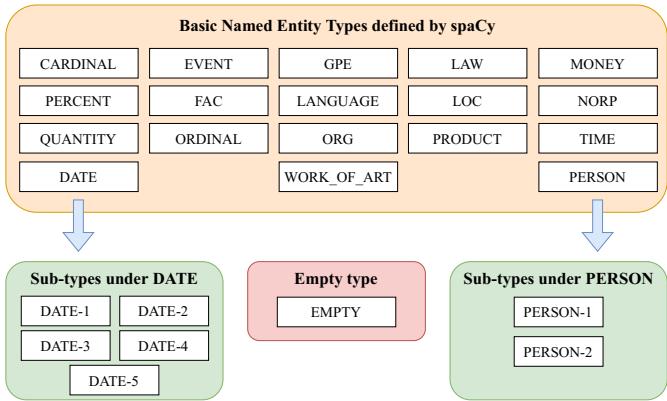 Basic Named Entity Types defined by spaCy
CARDINAL EVENT GPE LAW MONEY
PERCENT FAC LANGUAGE LOC NORP
QUANTITY ORDINAL ORG PRODUCT TIME
DATE WORK_OF_ART PERSON
Sub-types under DATE
DATE-1 DATE-2
DATE-3 DATE-4
DATE-5
Empty type
EMPTY
Sub-types under PERSON
PERSON-1
PERSON-2